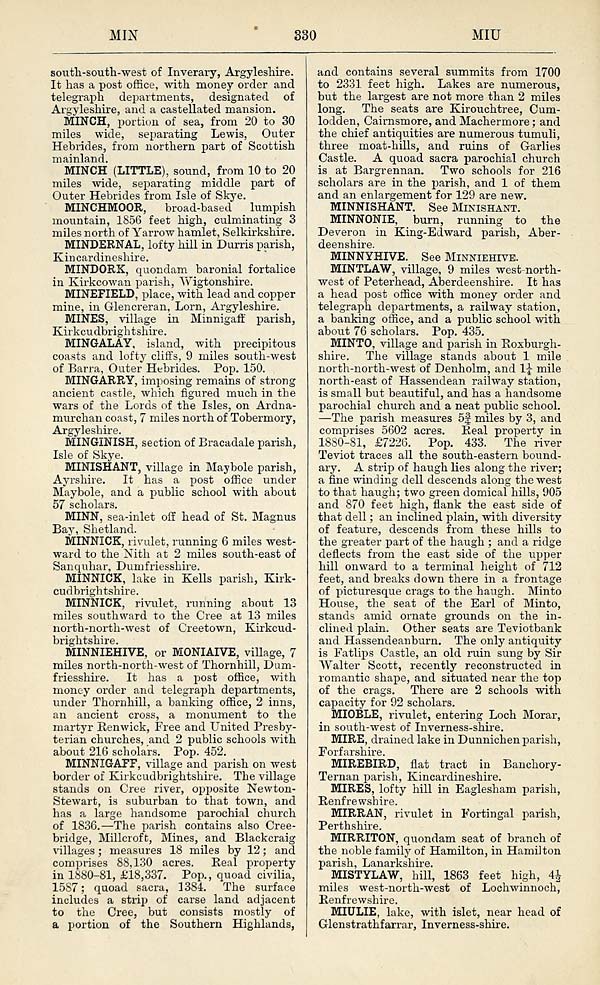 MIN 330 MIU
south-south-west of Inverary, Argyleshire.
It has a post office, with money order and
telegraph departments, designated of
Argyleshire, and a castellated mansion.
MINCH, portion of sea, from 20 to 30
miles wide, separating Lewis, Outer
Hebrides, from northern part of Scottish
mainland.
MINCH (LITTLE), sound, from 10 to 20
miles wide, separating middle part of
Outer Hebrides from Isle of Skye.
MINCHMOOR, broad-based lumpish
mountain, 1856 feet high, culminating 3
miles north of Yarrow hamlet, Selkirkshire.
MINDERNAL, lofty hill in Durris parish,
Kincardineshire.
MINDORK, quondam baronial fortalice
in Kirkcowan parish, Wigtonshire.
MINEFIELD, place, with lead and copper
mine, in Glencreran, Lorn, Argyleshire.
MINES, village in Minnigaff parish,
Kirkcudbrightshire.
MINGALAY, island, with precipitous
coasts and lofty cliffs, 9 miles south-west
of Barra, Outer Hebrides. Pop. 150.
MINGARRY, imposing remains of strong
ancient castle, which figured much in the
wars of the Lords of the Isles, on Ardna-
murchan coast, 7 miles north of Tobermory,
Argyleshire.
MINGINISH, section of Bracadale parish,
Isle of Skye.
MINISHANT, village in Maybole parish,
Ayrshire. It has a post office under
Maybole, and a public school with about
57 scholars.
MINN, sea-inlet off head of St. Magnus
Bay, Shetland.
MINNICK, rivulet, running 6 miles west-
ward to the Nith at 2 miles south-east of
Sanquhar, Dumfriesshire.
MINNICK, lake in Kells parish, Kirk-
cudbrightshire.
MINNICK, rivulet, running about 13
miles southward to the Cree at 13 miles
north-north-west of Creetown, Kirkcud-
brightshire.
MINNIEHIVE, or MONIAIVE, village, 7
miles north-north-west of Thornhill, Dum-
friesshire. It has a post office, with
money order and telegraph departments,
under Thornhill, a banking office, 2 inns,
an ancient cross, a monument to the
martyr Renwick, Free and United Presby-
terian churches, and 2 public schools with
about 216 scholars. Pop. 452.
MINNIGAFF, village and parish on west
border of Kirkcudbrightshire. The village
stands on Cree river, opposite Newton-
Stewart, is suburban to that town, and
has a large handsome parochial church
of 1836.—The parish contains also Cree-
bridge, Millcroft, Mines, and Blackcraig
villages; measures 18 miles by 12; and
comprises 88,130 acres. Real property
in 1880-81, £18,337. Pop., quoad civilia,
1587; quoad sacra, 1384. The surface
includes a strip of carse land adjacent
to the Cree, but consists mostly of
a portion of the Southern Highlands,
and contains several summits from 1700
to 2331 feet high. Lakes are numerous,
but the largest are not more than 2 miles
long. The seats are Kirouchtree, Cum-
lodden, Cairnsmore, and Machermore; and
the chief antiquities are numerous tumuli,
three moat-hills, and ruins of Garlies
Castle. A quoad sacra parochial church
is at Bargrennan. Two schools for 216
scholars are in the parish, and 1 of them
and an enlargement for 129 are new.
MINNISHANT. See MINISHANT.
MINNONIE, burn, running to the
Deveron in King-Edward parish, Aber-
deenshire.
MINNYHIVE. See MINNIEHIVE.
MINTLAW, village, 9 miles west-north-
west of Peterhead, Aberdeenshire. It has
a head post office with money order and
telegraph departments, a railway station,
a banking office, and a public school with
about 76 scholars. Pop. 435.
MINTO, village and parish in Roxburgh-
shire. The village stands about 1 mile
north-north-west of Denholm, and 1¼ mile
north-east of Hassendean railway station,
is small but beautiful, and has a handsome
parochial church and a neat public school.
—The parish measures 5¾ miles by 3, and
comprises 5602 acres. Real property in
1880-81, £7226. Pop. 433. The river
Teviot traces all the south-eastern bound-
ary. A strip of haugh lies along the river;
a fine winding dell descends along the west
to that haugh; two green domical hills, 905
and 870 feet high, flank the east side of
that dell; an inclined plain, with diversity
of feature, descends from these hills to
the greater part of the haugh; and a ridge
deflects from the east side of the upper
hill onward to a terminal height of 712
feet, and breaks down there in a frontage
of picturesque crags to the haugh. Minto
House, the seat of the Earl of Minto,
stands amid ornate grounds on the in-
clined plain. Other seats are Teviotbank
and Hassendeanburn. The only antiquity
is Fatlips Castle, an old ruin sung by Sir
Walter Scott, recently reconstructed in
romantic shape, and situated near the top
of the crags. There are 2 schools with
capacity for 92 scholars.
MIOBLE, rivulet, entering Loch Morar,
in south-west of Inverness-shire.
MIRE, drained lake in Dunnichen parish,
Forfarshire.
MIREBIRD, flat tract in Banchory-
Ternan parish, Kincardineshire.
MIRES, lofty hill in Eaglesham parish,
Renfrewshire.
MIRRAN, rivulet in Fortingal parish,
Perthshire.
MIRRITON, quondam seat of branch of
the noble family of Hamilton, in Hamilton
parish, Lanarkshire.
MISTYLAW, hill, 1863 feet high, 4½
miles west-north-west of Lochwinnoch,
Renfrewshire.
MIULIE, lake, with islet, near head of
Glenstrathfarrar, Inverness-shire.